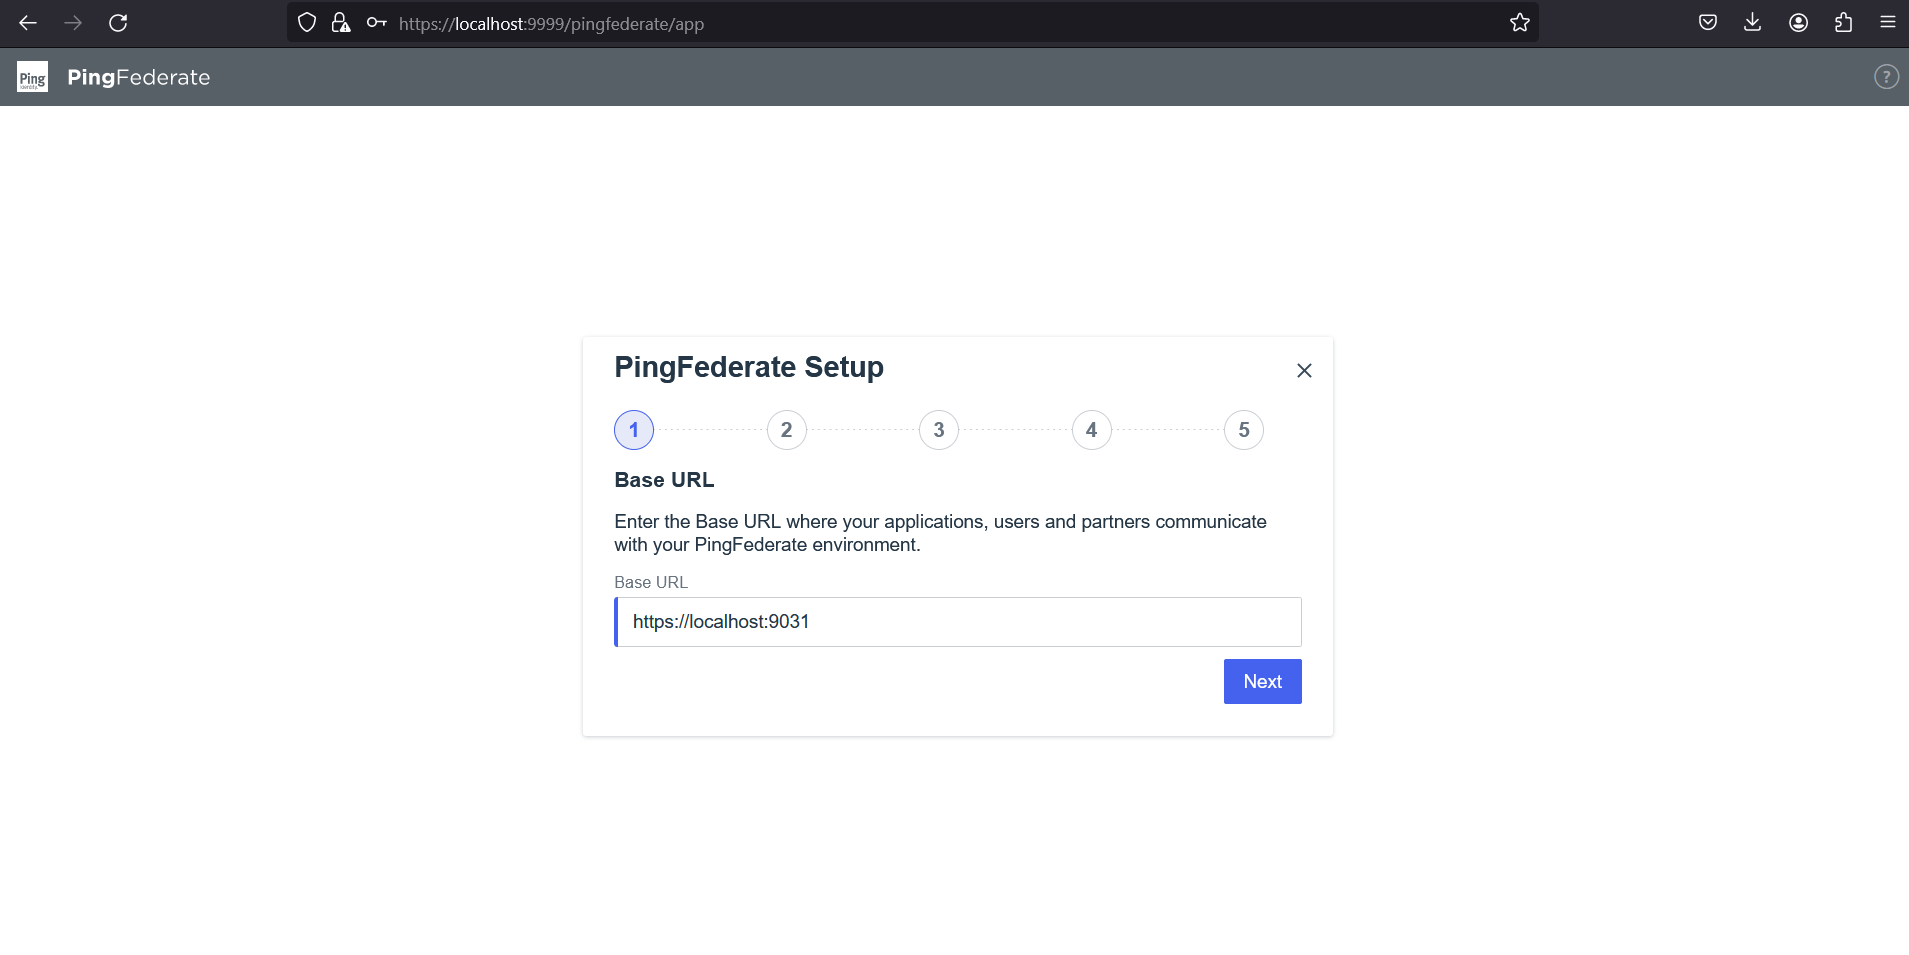 https://localhost:9999/pingfederate/app
Ping
Identity.
PingFederate
?
PingFederate Setup
1
2
3
4
5
Base URL
Enter the Base URL where your applications, users and partners communicate
with your PingFederate environment.
Base URL
https://localhost:9031
Next